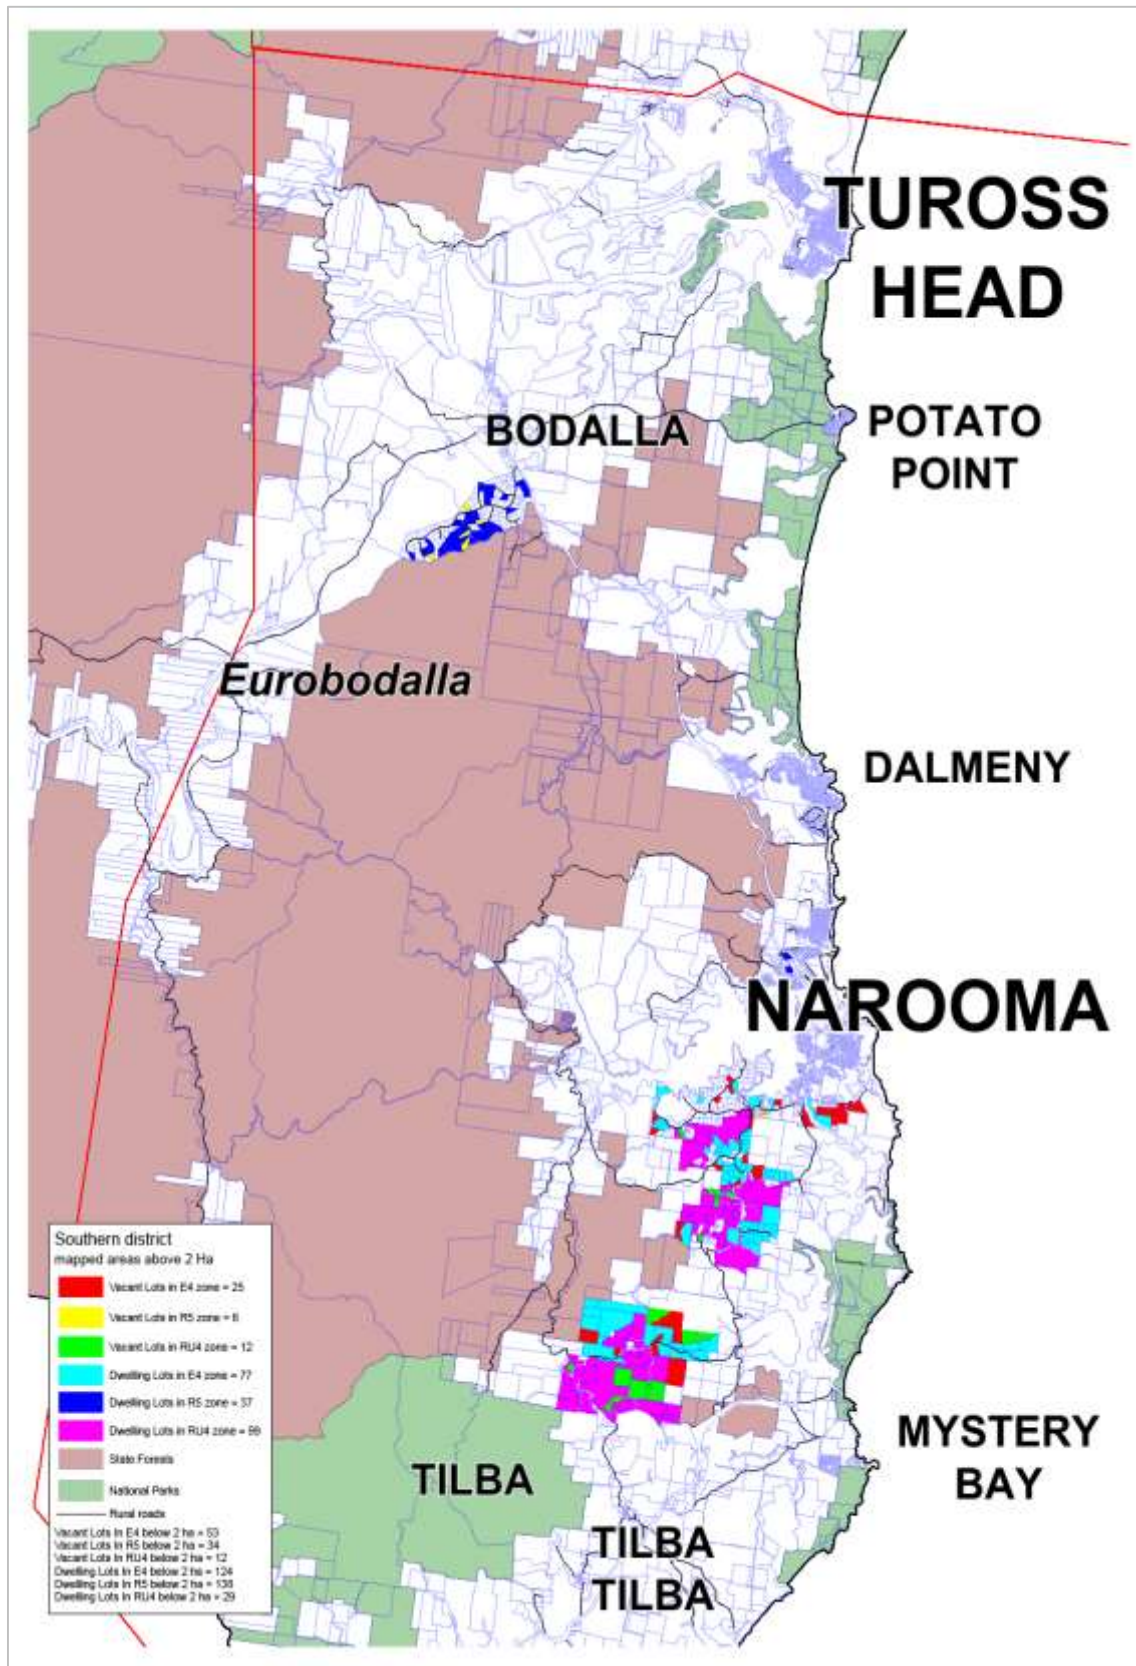 TUROSS
HEAD
BODALLA
POTATO
POINT
Eurobodalla
DALMENY
NAROOMA
MYSTERY
BAY
TILBA
TILBA
TILBA
Southern district
mapped areas above 2 Ha
Vacant Lots in E4 zone = 25
Vacant Lots in R5 zone =
Vacant Lots in RU4 zone = 12
Dwelling Lots in E4 zone = 77
Dwelling Lots in R5 zone = 37
Dwelling Lots in RU4 zone =
State Forests
National Parks
Rural roads
Vacant Lots In E4 below 2 ha = 53
Vacant Lots In R5 below 2 ha = 34
Vacant Lots In RU4 below 2 ha = 12
Dwelling Lots In E4 below 2 ha = 124
Dwelling Lots In R5 below 2 ha =
Dwelling Lots In RU4 below 2 ha = 29